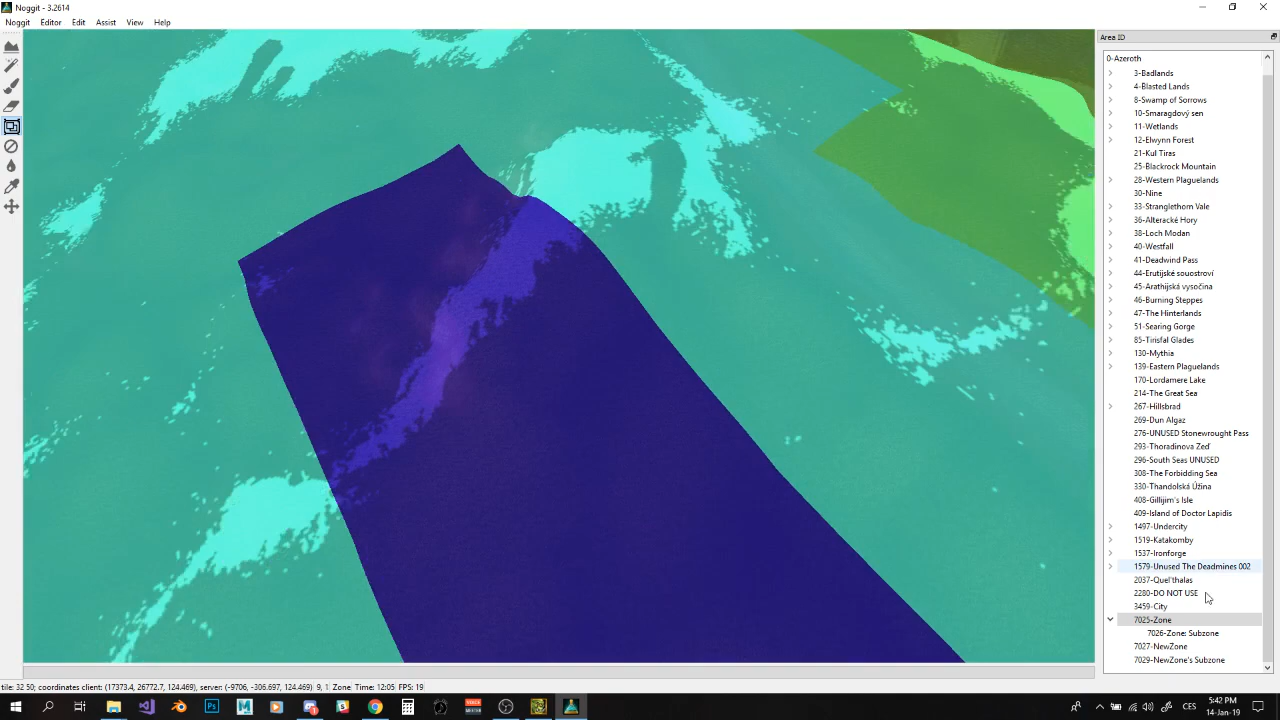 Noggit - 3.2614
Noggit Editor Edit Assist View Help
Area ID
0-Azeroth
3-Badlands
4-Blasted Lands
8-Swamp of Sorrows
10-Smaragdový sen
11-Wetlands
12-Elwynn Forest
21-Kul Tiras
25-Blackrock Mountain
28-Western Plaguelands
30-Nine
33-Stranglethorn Vale
36-Alteracké Hory
38-Loch Modan
40-Westfall
41-Deadwind Pass
44-Erutijské souostroví
45-Arathijská vysočina
46-Burning Steppes
47-The Hinterlands
51-Searing Gorge
85-Tirisfal Glades
130-Mythia
139-Eastern Plaguelands
170-Lordamere Lake
214-The Great Sea
267-Hillsbrad
269-Dun Algaz
276-UNUSED Stonewrought Pass
293-Thoradinova Zeď
296-South Seas UNUSED
308-The Forbidding Sea
330-Thandolská Úžina
408-Gillijim's Isle
409-Island of Doctor Lapidis
1497-Undercity
1519-Katakomby
1537-Ironforge
1579-Unused The Deadmines 002
2037-Quel'thalas
2280-DO NOT USE
3459-City
7025-Zone
7026-Zone: Subzone
7027-NewZone
7029-NewZone's Subzone
tile: 32 50; coordinates client: (17373.4, 26772.7, 124.469), server: (-9706, -306.697, 124.469) 9, 1 Zone Time: 12:05 FPS: 19
CES
5:42 PM
14-Jan-19